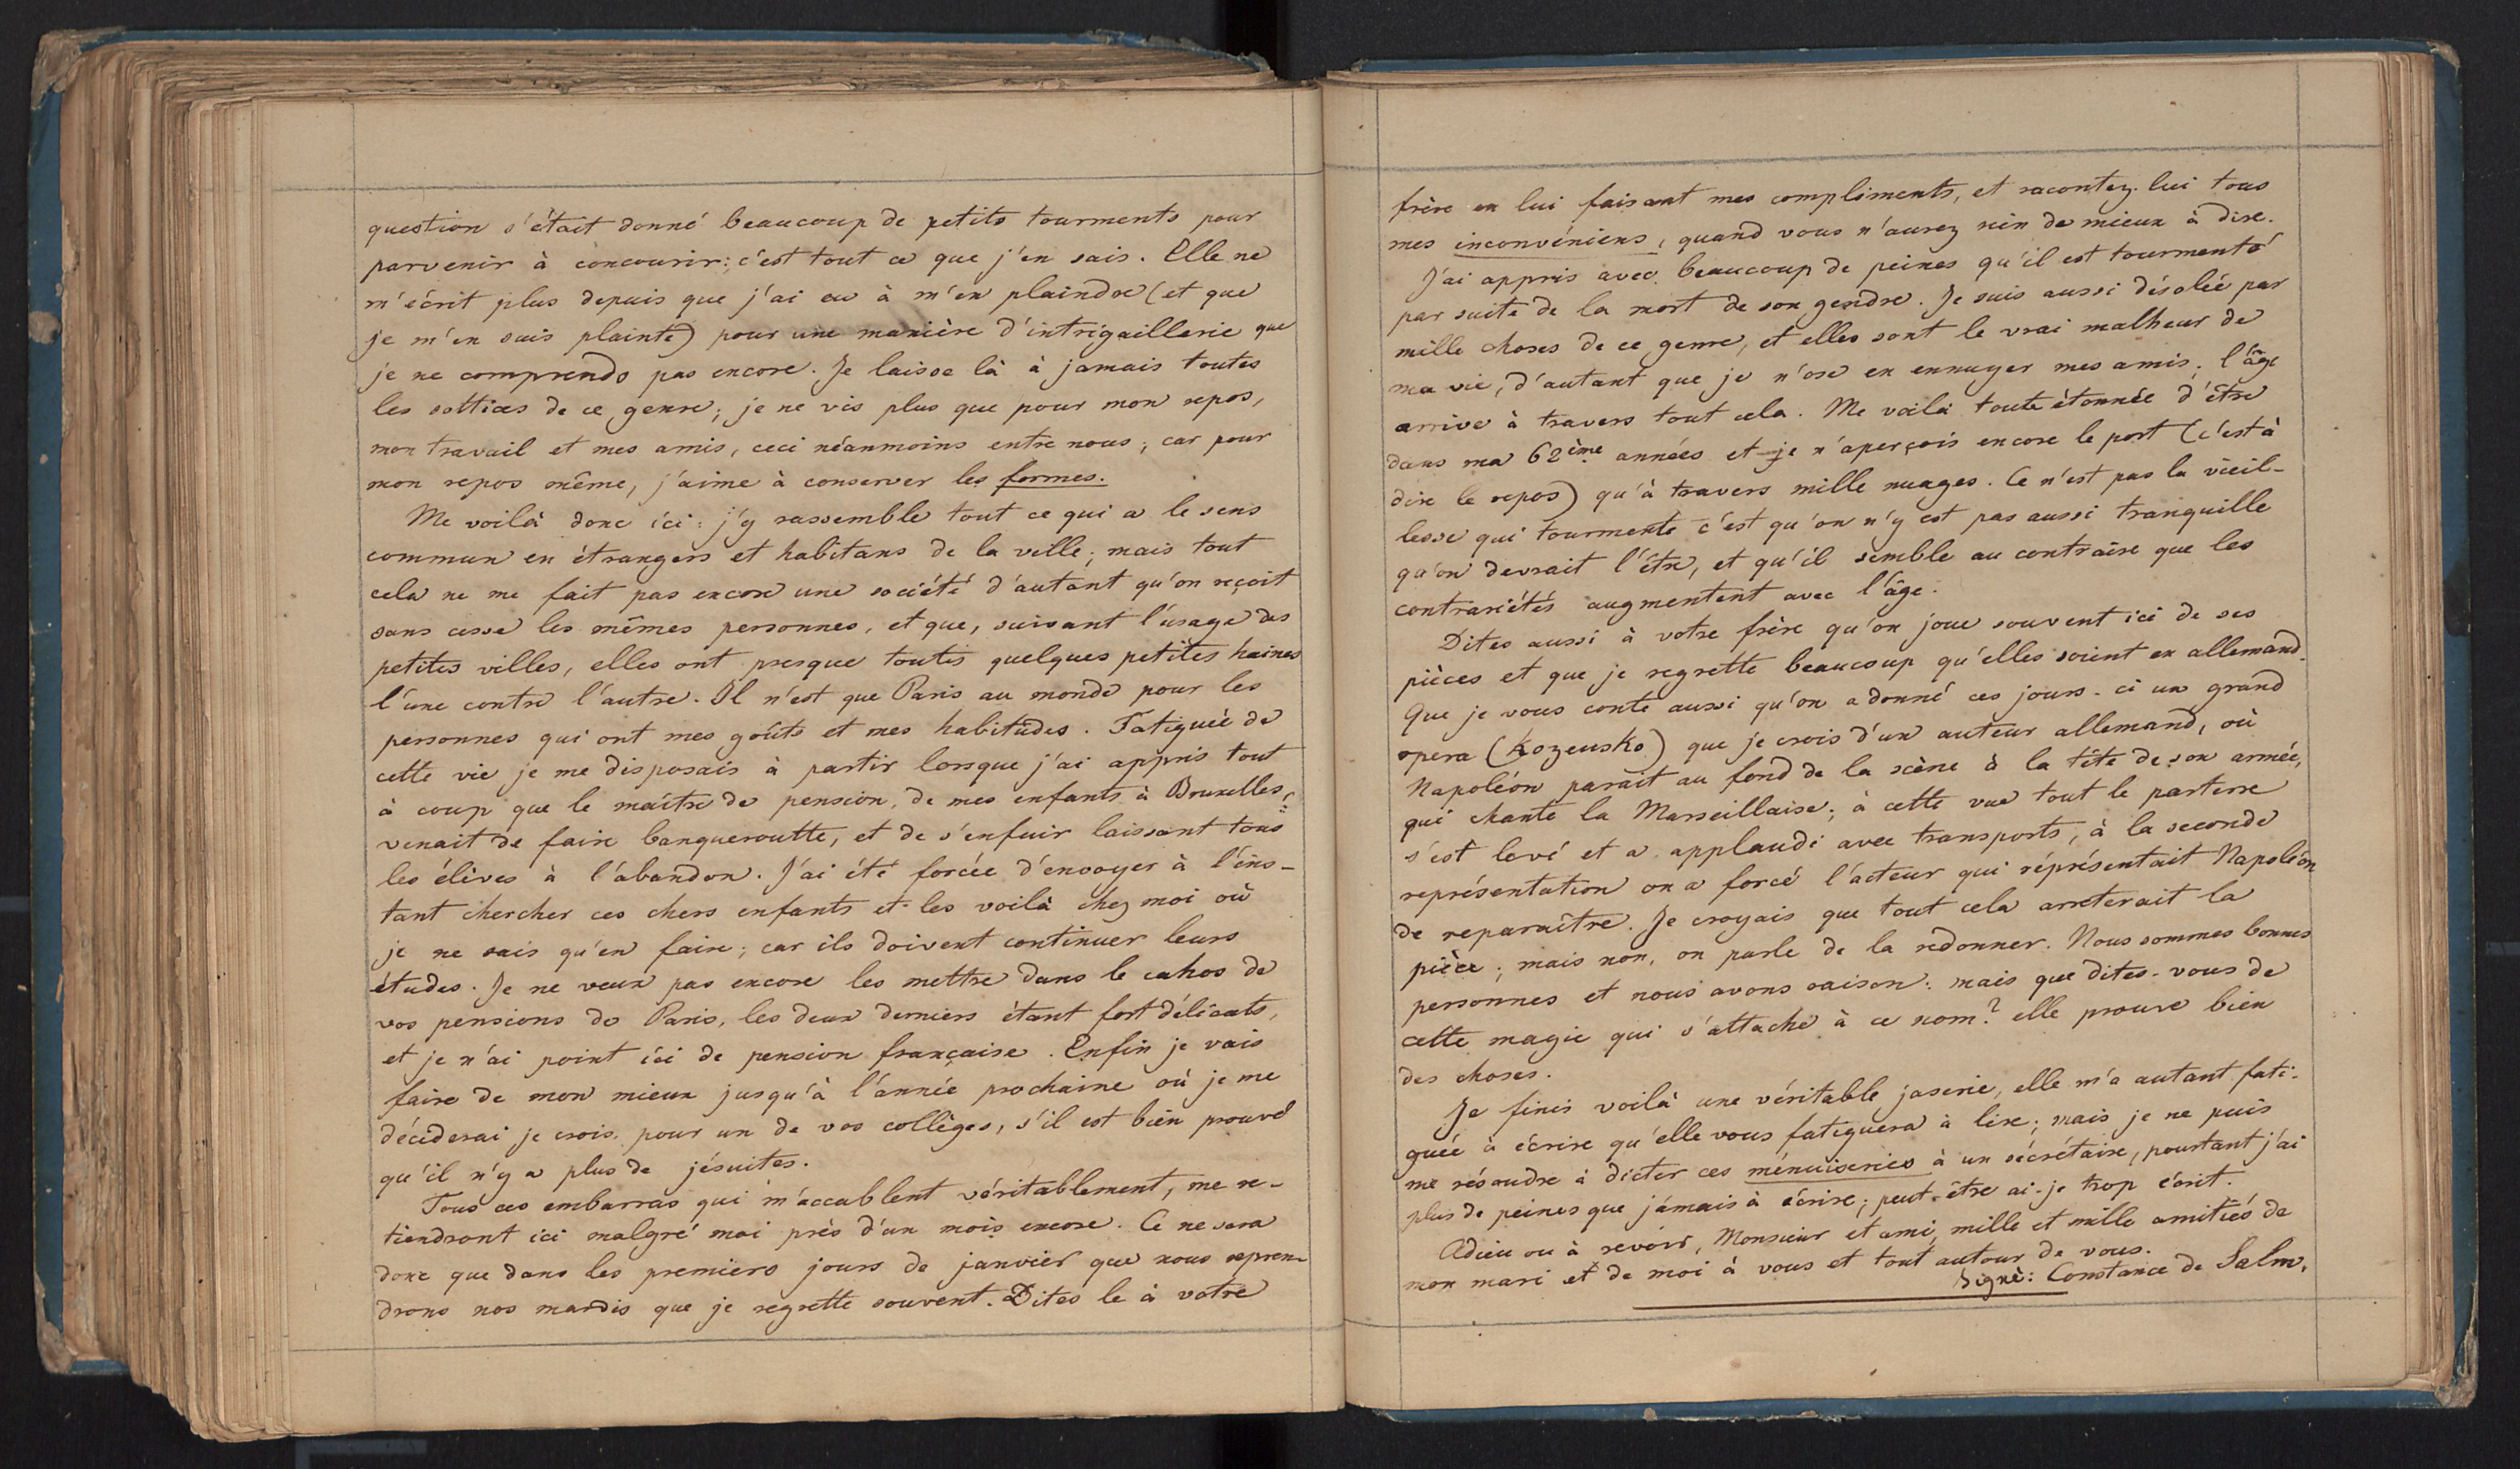 question s'était donné beaucoup de petits tourments pour
parvenir à concourir: c'est tout ce que j'en sais. Elle ne
m'écrit plus depuis que j'ai eu à m'en plaindre (et que
je m'en suis plainte) pour une manière d'intrigaillerie que
je ne comprends pas encore. Je laisse là à jamais toutes
les sottises de ce genre; je ne vis plus que pour mon repos,
mon travail et mes amis, ceci néanmoins entre nous; car pour
mon repos même, j'aime à conserver les formes.
Me voilà donc ici: j'y rassemble tout ce qui a le sens
commun en étrangers et habitans de la ville; mais tout
cela ne me fait pas encore une société d'autant qu'on reçoit
sans cesse les mêmes personnes, et que, suivant l'usage des
petites villes, elles ont presque toutes quelques petites haines
l'une contre l'autre. Il n'est que Paris au monde pour les
personnes qui ont mes goûts et mes habitudes. Fatiguée de
cette vie je me disposais à partir lorsque j'ai appris tout
à coup que le maître de pension, de mes enfants à Bruxelles,
venait de faire banqueroutte, et de s'enfuir laissant tous
les élèves à l'abandon. J'ai été forcée d'envoyer à l'ins-
tant chercher ces chers enfants et les voilà chez moi où
je ne sais qu'en faire; car ils doivent continuer leurs
études. Je ne veux pas encore les mettre dans le cahos de
vos pensions de Paris, les deux derniers étant fort délicats,
et je n'ai point ici de pension française. Enfin je vais
faire de mon mieux jusqu'à l'année prochaine où je me
déciderai, je crois, pour un de vos collèges, s'il est bien prouvé
qu'il n'y a plus de jésuites.
Tous ces embarras qui m'accablent véritablement, me re-
tiendront ici malgré moi près d'un mois encore. Ce ne sera
donc que dans les premiers jours de janvier que nous repren-
drons nos mardis que je regrette souvent. Dites le à votre
frère en lui faisant mes compliments, et racontez-lui tous
mes inconvéniens, quand vous n'aurez rien de mieux à dire.
J'ai appris avec beaucoup de peines qu'il est tourmenté
par suite de la mort de son gendre. Je suis aussi désolée par
mille choses de ce genre, et elles sont le vrai malheur de
ma vie, d'autant que je n'ose en ennuyer mes amis; l'âge
arrive à travers tout cela. Me voilà toute étonnée d'être
dans ma 62ème années et je n'aperçois encore le port (c'est à
dire le repos) qu'à travers mille nuages. Ce n'est pas la vieil-
lesse qui tourmente c'est qu'on n'y est pas aussi tranquille
qu'on devrait l'être, et qu'il semble au contraire que les
contrariétés augmentent avec l'âge.
Dites aussi à votre frère qu'on joue souvent ici de ses
pièces et que je regrette beaucoup qu'elles soient en allemand.
Que je vous conte aussi qu'on a donné ces jours-ci un grand
opera (Kozeusko) que je crois d'un auteur allemand, où
Napoléon parait au fond de la scène à la tête de son armée,
qui chante la Marseillaise; à cette vue tout le parterre
s'est levé et a applaudi avec transports; à la seconde
représentation on a forcé l'acteur qui réprésentait Napoléon
de reparaître. Je croyais que tout cela arreterait la
pièce; mais non, on parle de la redonner. Nous sommes bonnes
personnes et nous avons raison: mais que dites-vous de
cette magie qui s'attache à ce nom? elle prouve bien
des choses.
Je finis voilà une véritable jaserie, elle m'a autant fati-
guée à écrire qu'elle vous fatiguera à lire; mais je ne puis
me résoudre à dicter ces ménuiseries à un sécrétaire, pourtant j'ai
plus de peines que jamais à écrire; peut-être ai-je trop écrit.
Adieu ou à revoir, Monsieur et ami, mille et mille amitiés de
mon mari et de moi à vous et tout autour de vous.
Signé: Constance de Salm.